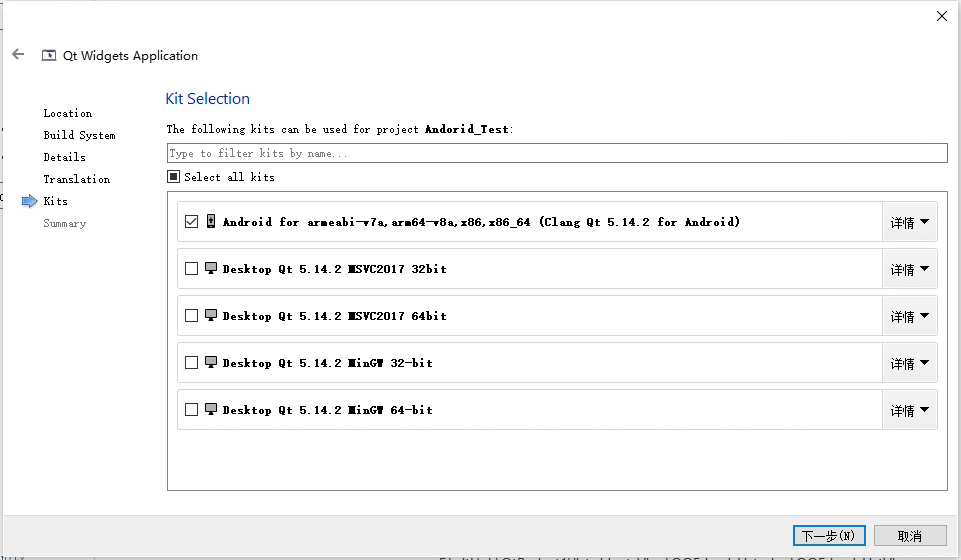 Qt Widgets Application
Location
Build System
Details
Translation
Kits
Summary
Kit Selection
The following kits can be used for project Andorid_Test:
Type to filter kits by name...
Select all kits
Android for armeabi-v7a,arm64-v8a,x86,x86_64 (Clang Qt 5.14.2 for Android) 详情
Desktop Qt 5.14.2 MSVC2017 32bit 详情
Desktop Qt 5.14.2 MSVC2017 64bit 详情
Desktop Qt 5.14.2 MinGW 32-bit 详情
Desktop Qt 5.14.2 MinGW 64-bit 详情
下一步(N) 取消